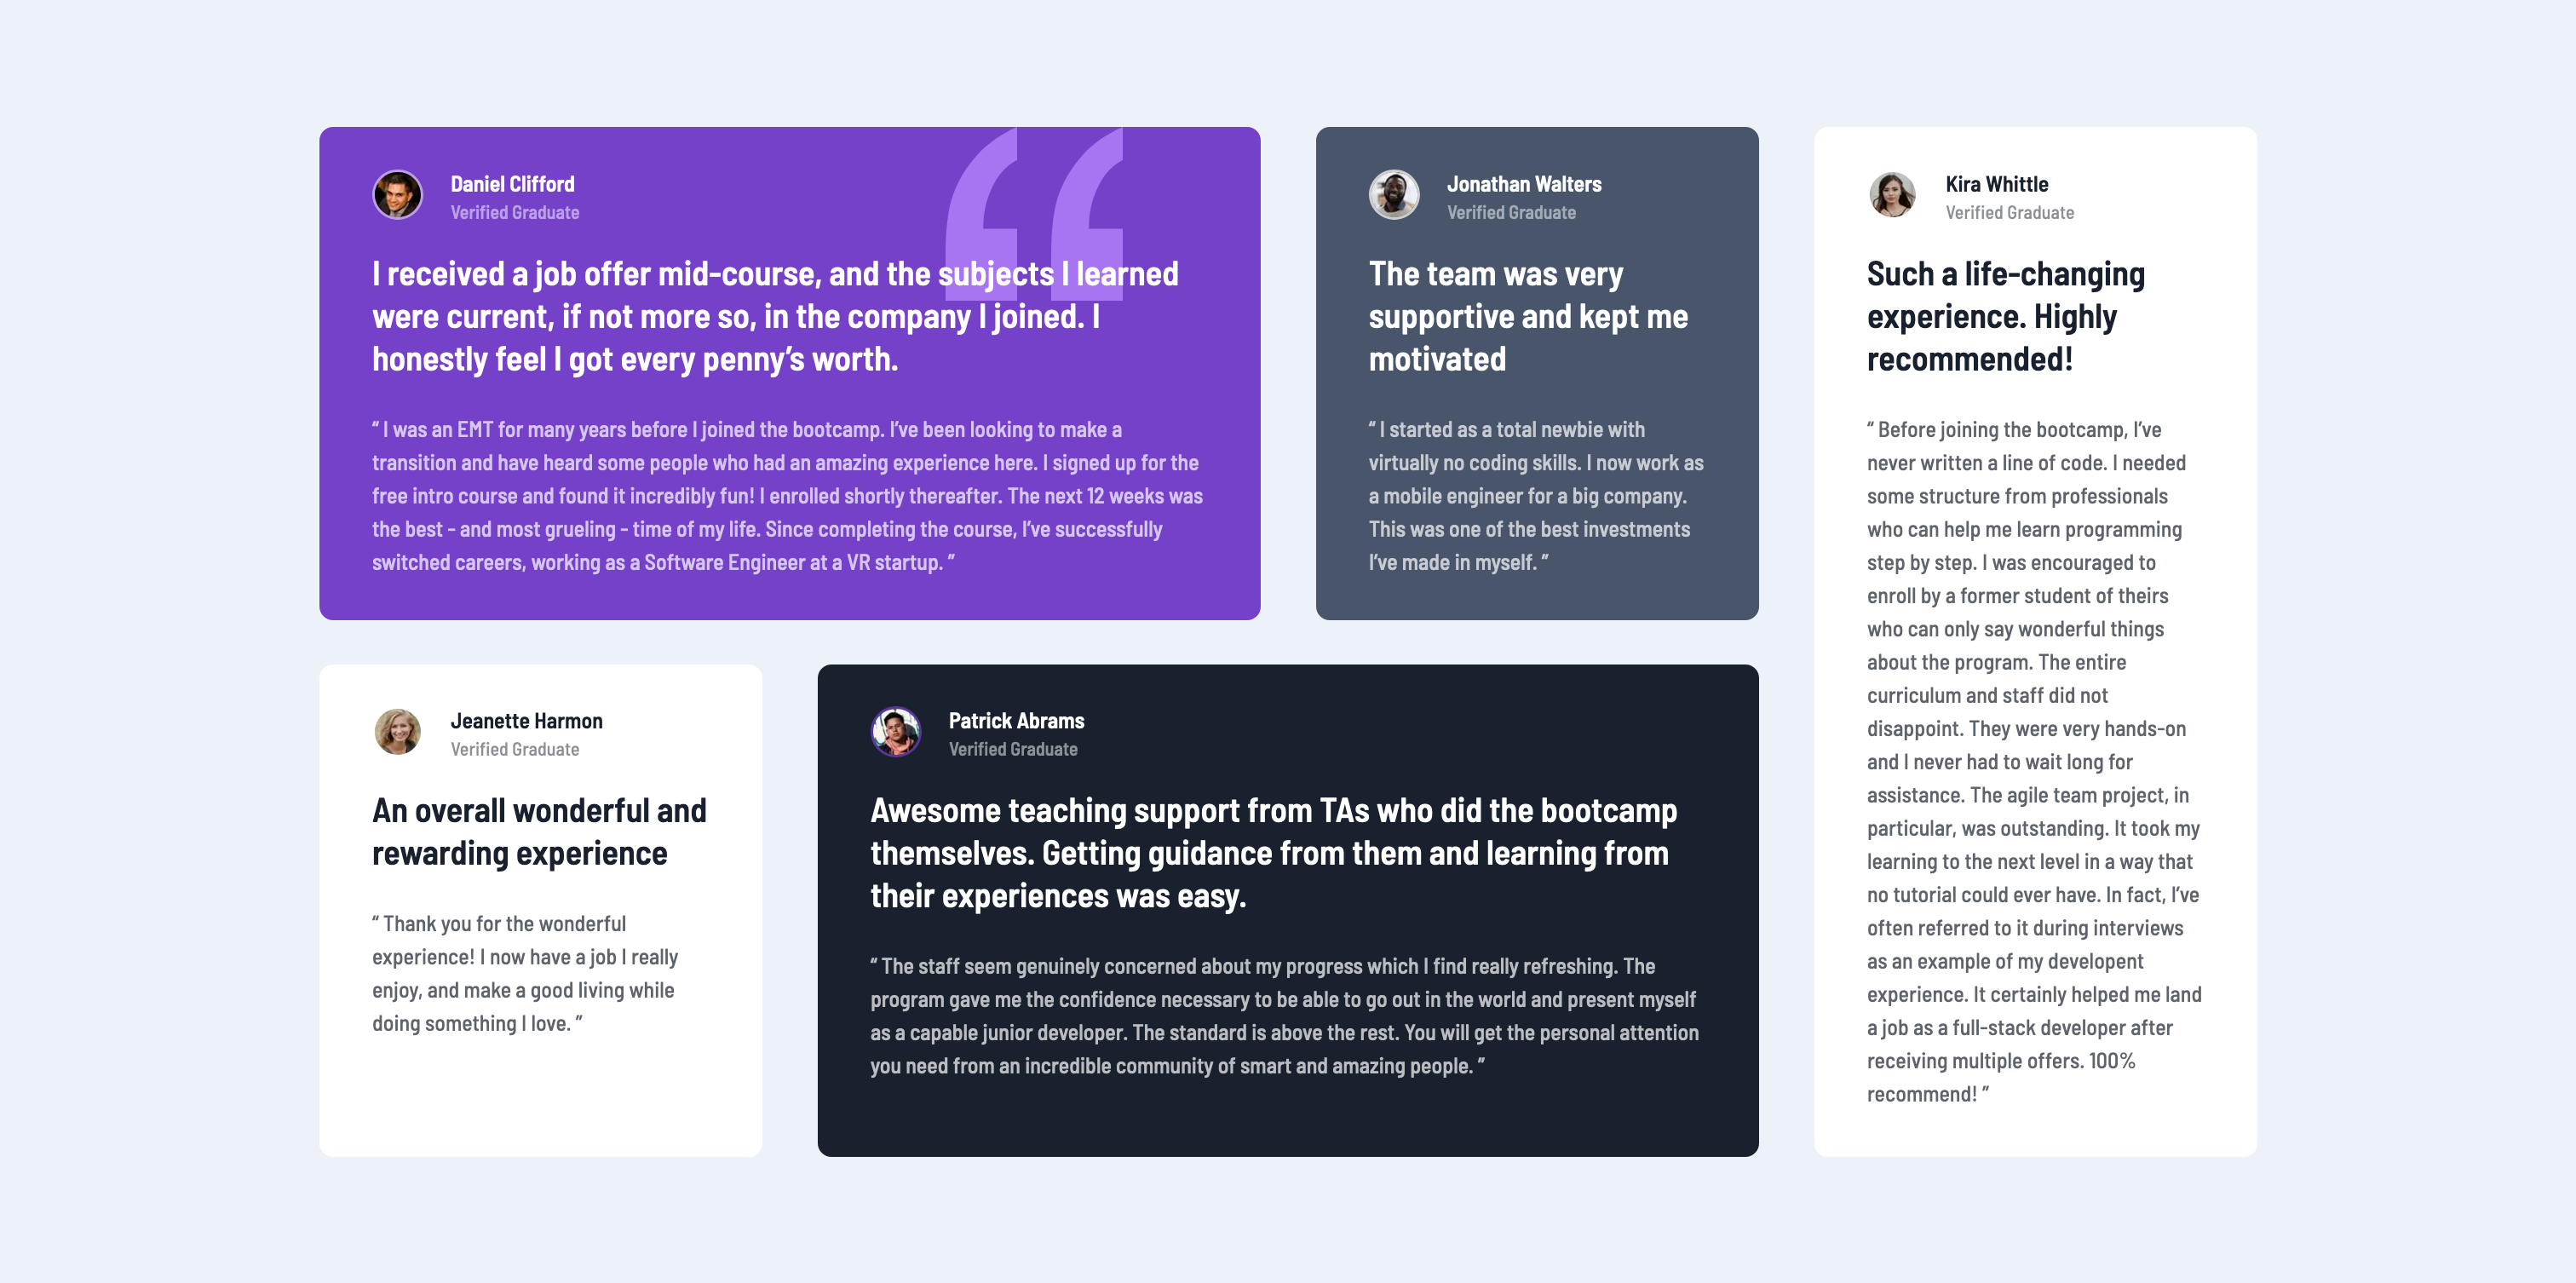 Daniel Clifford
Verified Graduate
I received a job offer mid-course, and the subjects I learned
were current, if not more so, in the company I joined. I
honestly feel I got every penny’s worth.
“ I was an EMT for many years before I joined the bootcamp. I’ve been looking to make a
transition and have heard some people who had an amazing experience here. I signed up for the
free intro course and found it incredibly fun! I enrolled shortly thereafter. The next 12 weeks was
the best - and most grueling - time of my life. Since completing the course, I’ve successfully
switched careers, working as a Software Engineer at a VR startup. ”
Jonathan Walters
Verified Graduate
The team was very
supportive and kept me
motivated
“ I started as a total newbie with
virtually no coding skills. I now work as
a mobile engineer for a big company.
This was one of the best investments
I’ve made in myself. ”
Kira Whittle
Verified Graduate
Such a life-changing
experience. Highly
recommended!
“ Before joining the bootcamp, I’ve
never written a line of code. I needed
some structure from professionals
who can help me learn programming
step by step. I was encouraged to
enroll by a former student of theirs
who can only say wonderful things
about the program. The entire
curriculum and staff did not
disappoint. They were very hands-on
and I never had to wait long for
assistance. The agile team project, in
particular, was outstanding. It took my
learning to the next level in a way that
no tutorial could ever have. In fact, I’ve
often referred to it during interviews
as an example of my developent
experience. It certainly helped me land
a job as a full-stack developer after
receiving multiple offers. 100%
recommend! ”
Jeanette Harmon
Verified Graduate
An overall wonderful and
rewarding experience
“ Thank you for the wonderful
experience! I now have a job I really
enjoy, and make a good living while
doing something I love. ”
Patrick Abrams
Verified Graduate
Awesome teaching support from TAs who did the bootcamp
themselves. Getting guidance from them and learning from
their experiences was easy.
“ The staff seem genuinely concerned about my progress which I find really refreshing. The
program gave me the confidence necessary to be able to go out in the world and present myself
as a capable junior developer. The standard is above the rest. You will get the personal attention
you need from an incredible community of smart and amazing people. ”